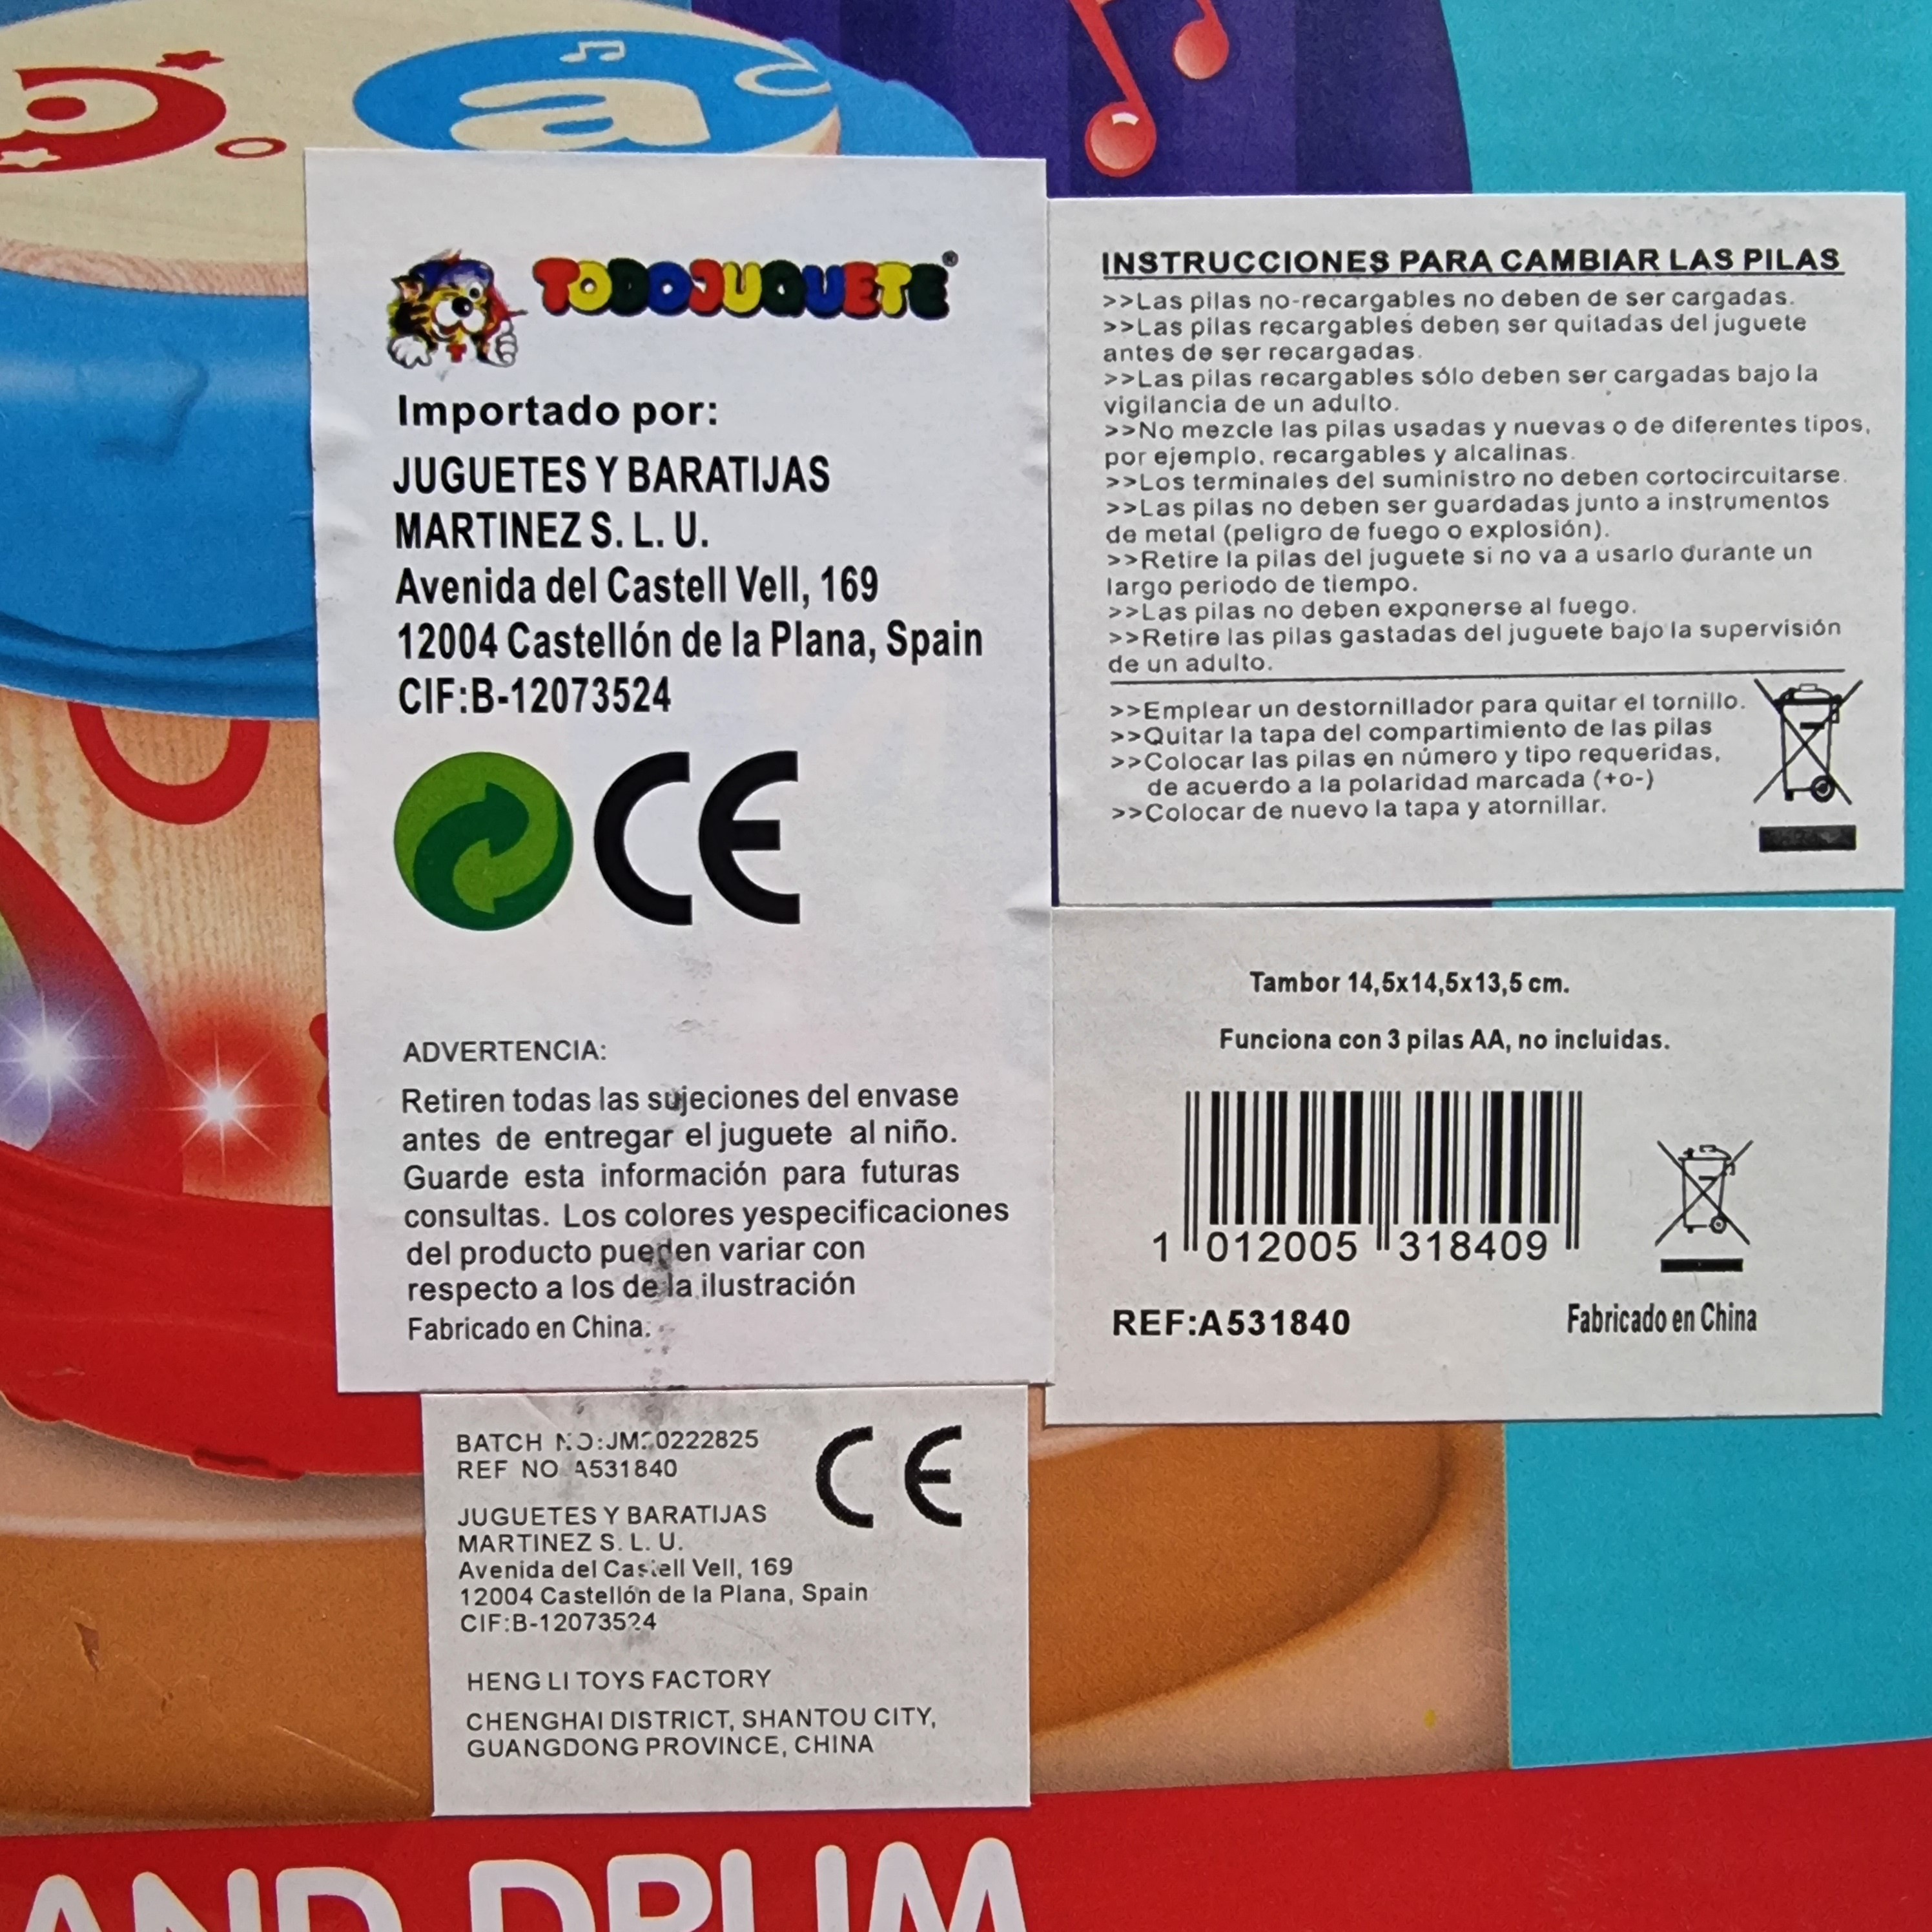 a
TODOJUQUETE®
Importado por:
JUGUETES Y BARATIJAS
MARTINEZ S. L. U.
Avenida del Castell Vell, 169
12004 Castellón de la Plana, Spain
CIF:B-12073524
CE
ADVERTENCIA:
Retiren todas las sujeciones del envase
antes de entregar el juguete al niño.
Guarde esta información para futuras
consultas. Los colores yespecificaciones
del producto pueden variar con
respecto a los de la ilustración
Fabricado en China.
INSTRUCCIONES PARA CAMBIAR LAS PILAS
>>Las pilas no-recargables no deben de ser cargadas.
>>Las pilas recargables deben ser quitadas del juguete
antes de ser recargadas.
>>Las pilas recargables sólo deben ser cargadas bajo la
vigilancia de un adulto.
>>No mezcle las pilas usadas y nuevas o de diferentes tipos,
por ejemplo, recargables y alcalinas.
>>Los terminales del suministro no deben cortocircuitarse.
>>Las pilas no deben ser guardadas junto a instrumentos
de metal (peligro de fuego o explosión).
>>Retire la pilas del juguete si no va a usarlo durante un
largo periodo de tiempo.
>>Las pilas no deben exponerse al fuego.
>>Retire las pilas gastadas del juguete bajo la supervisión
de un adulto.
>>Emplear un destornillador para quitar el tornillo.
>>Quitar la tapa del compartimiento de las pilas
>>Colocar las pilas en número y tipo requeridas,
de acuerdo a la polaridad marcada (+o-)
>>Colocar de nuevo la tapa y atornillar.
Tambor 14,5x14,5x13,5 cm.
Funciona con 3 pilas AA, no incluidas.
1 012005 318409
REF:A531840
Fabricado en China
BATCH NO:JM20222825
REF NO A531840
CE
JUGUETES Y BARATIJAS
MARTINEZ S. L. U.
Avenida del Castell Vell, 169
12004 Castellón de la Plana, Spain
CIF:B-12073524
HENG LI TOYS FACTORY
CHENGHAI DISTRICT, SHANTOU CITY,
GUANGDONG PROVINCE, CHINA
AND DRUM